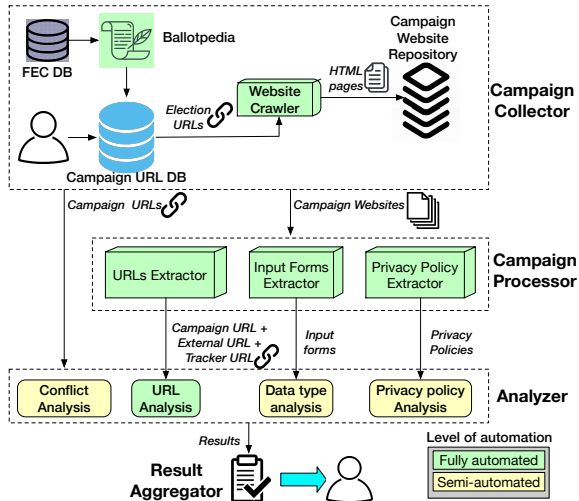 Ballotpedia
FEC DB
Campaign
Website
Repository
HTML
pages
Website
Crawler
Election
URLs
Campaign
Collector
Campaign URL DB
Campaign URLs
Campaign Websites
URLs Extractor
Input Forms
Extractor
Privacy Policy
Extractor
Campaign
Processor
Campaign URL +
External URL +
Tracker URL
Input
forms
Privacy
Policies
Conflict
Analysis
URL
Analysis
Data type
analysis
Privacy policy
Analysis
Analyzer
Results
Result
Aggregator
Level of automation
Fully automated
Semi-automated